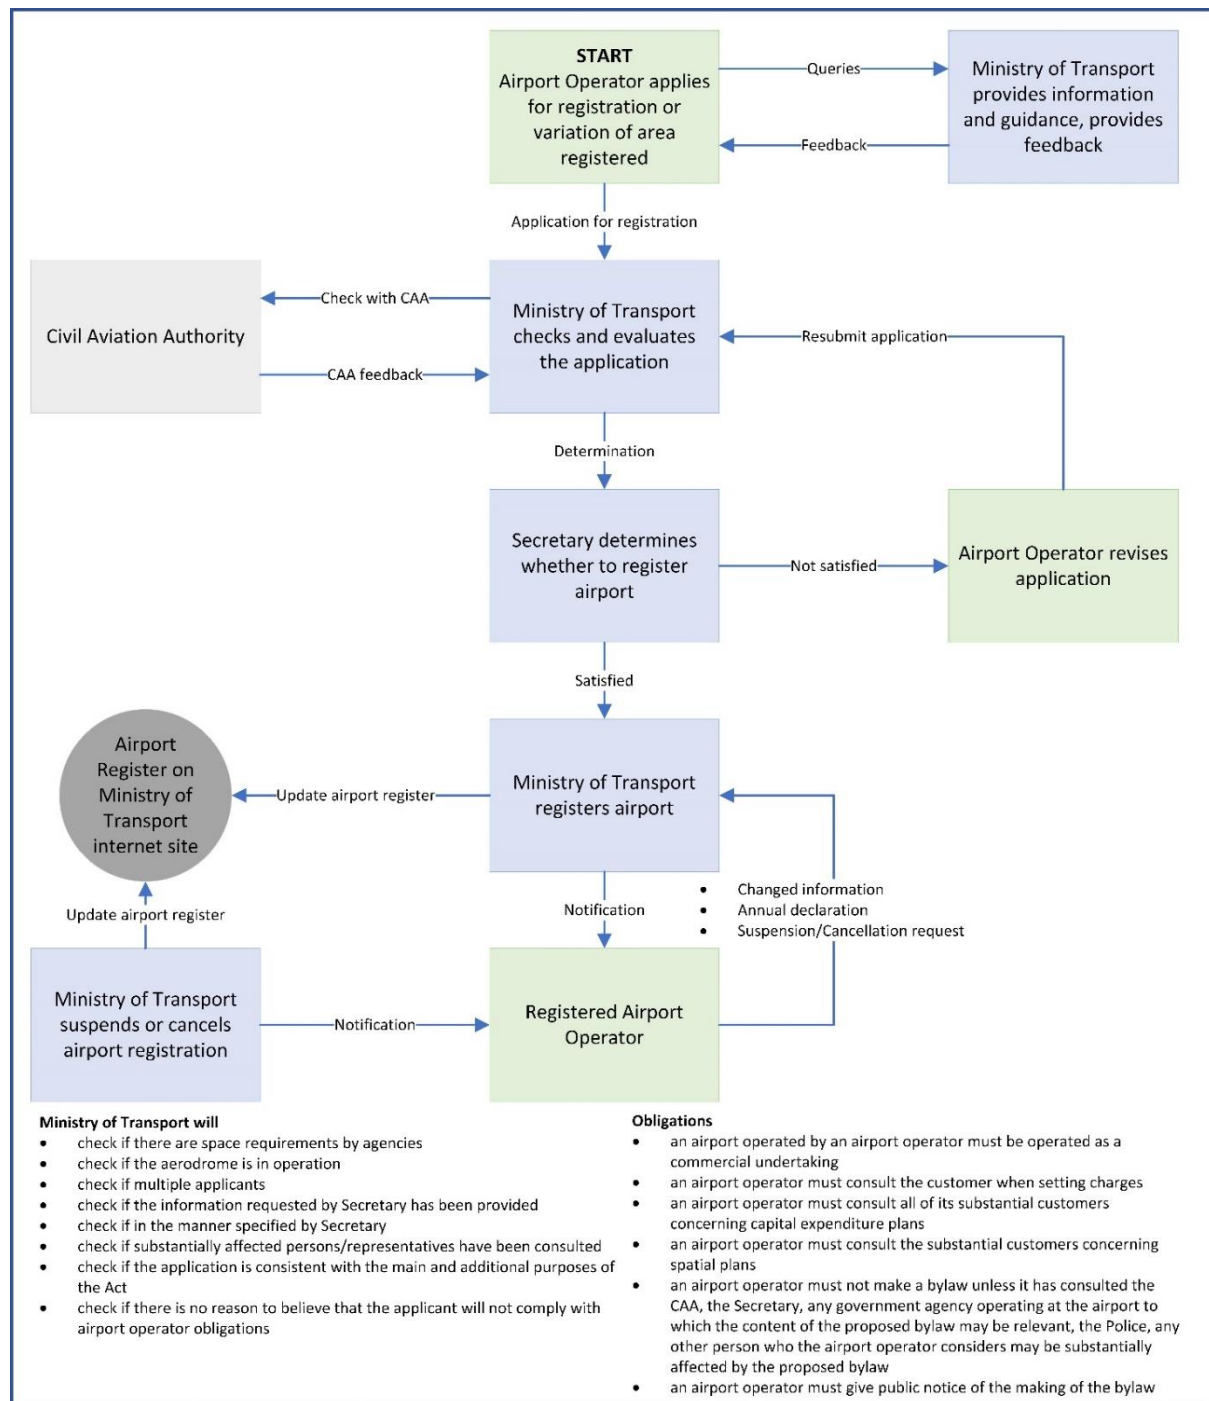 START
Airport Operator applies
for registration or
variation of area
registered
Queries
Feedback
Ministry of Transport
provides information
and guidance, provides
feedback
Application for registration
Civil Aviation Authority
Check with CAA
CAA feedback
Ministry of Transport
checks and evaluates
the application
Resubmit application
Determination
Secretary determines
whether to register
airport
Not satisfied
Airport Operator revises
application
Satisfied
Airport
Register on
Ministry of
Transport
internet site
Update airport register
Ministry of Transport
registers airport
Update airport register
Notification
• Changed information
• Annual declaration
• Suspension/Cancellation request
Ministry of Transport
suspends or cancels
airport registration
Notification
Registered Airport
Operator
Ministry of Transport will
• check if there are space requirements by agencies
• check if the aerodrome is in operation
• check if multiple applicants
• check if the information requested by Secretary has been provided
• check if in the manner specified by Secretary
• check if substantially affected persons/representatives have been consulted
• check if the application is consistent with the main and additional purposes of
the Act
• check if there is no reason to believe that the applicant will not comply with
airport operator obligations
Obligations
• an airport operated by an airport operator must be operated as a
commercial undertaking
• an airport operator must consult the customer when setting charges
• an airport operator must consult all of its substantial customers
concerning capital expenditure plans
• an airport operator must consult the substantial customers concerning
spatial plans
• an airport operator must not make a bylaw unless it has consulted the
CAA, the Secretary, any government agency operating at the airport to
which the content of the proposed bylaw may be relevant, the Police, any
other person who the airport operator considers may be substantially
affected by the proposed bylaw
• an airport operator must give public notice of the making of the bylaw